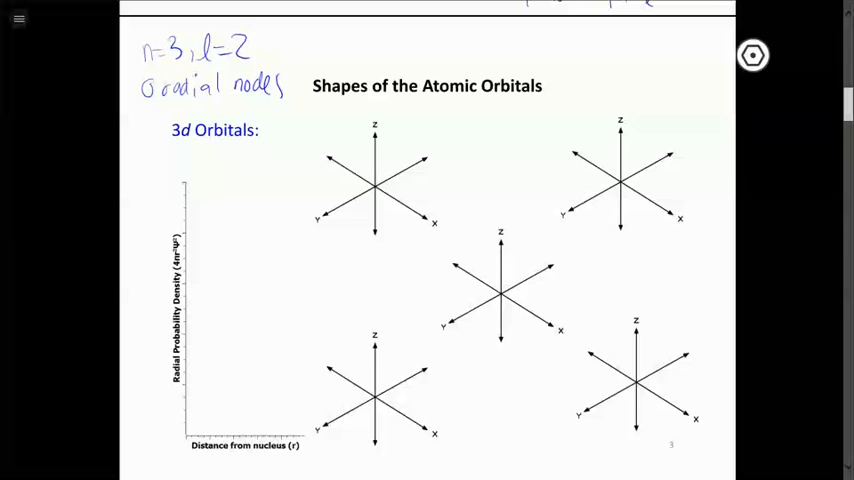 n=3, l=2
0 radial nodes
Shapes of the Atomic Orbitals
3d Orbitals:
Z
Y
X
Z
Y
X
Z
Y
X
Z
Y
X
Z
Y
X
Radial Probability Density (4πr²Ψ²)
Distance from nucleus (r)
3